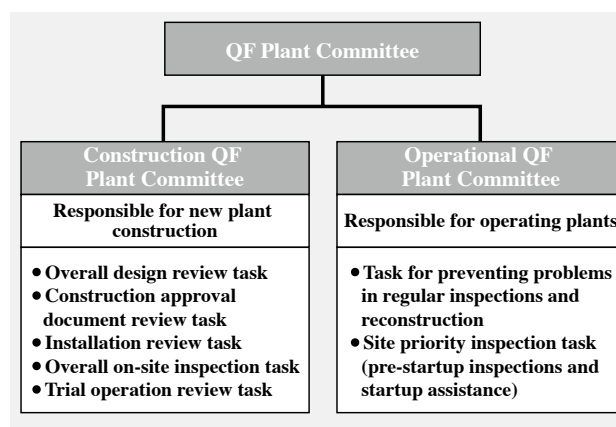 QF Plant Committee
Construction QF
Plant Committee
Responsible for new plant
construction
● Overall design review task
● Construction approval
document review task
● Installation review task
● Overall on-site inspection task
● Trial operation review task
Operational QF
Plant Committee
Responsible for operating plants
● Task for preventing problems
in regular inspections and
reconstruction
● Site priority inspection task
(pre-startup inspections and
startup assistance)